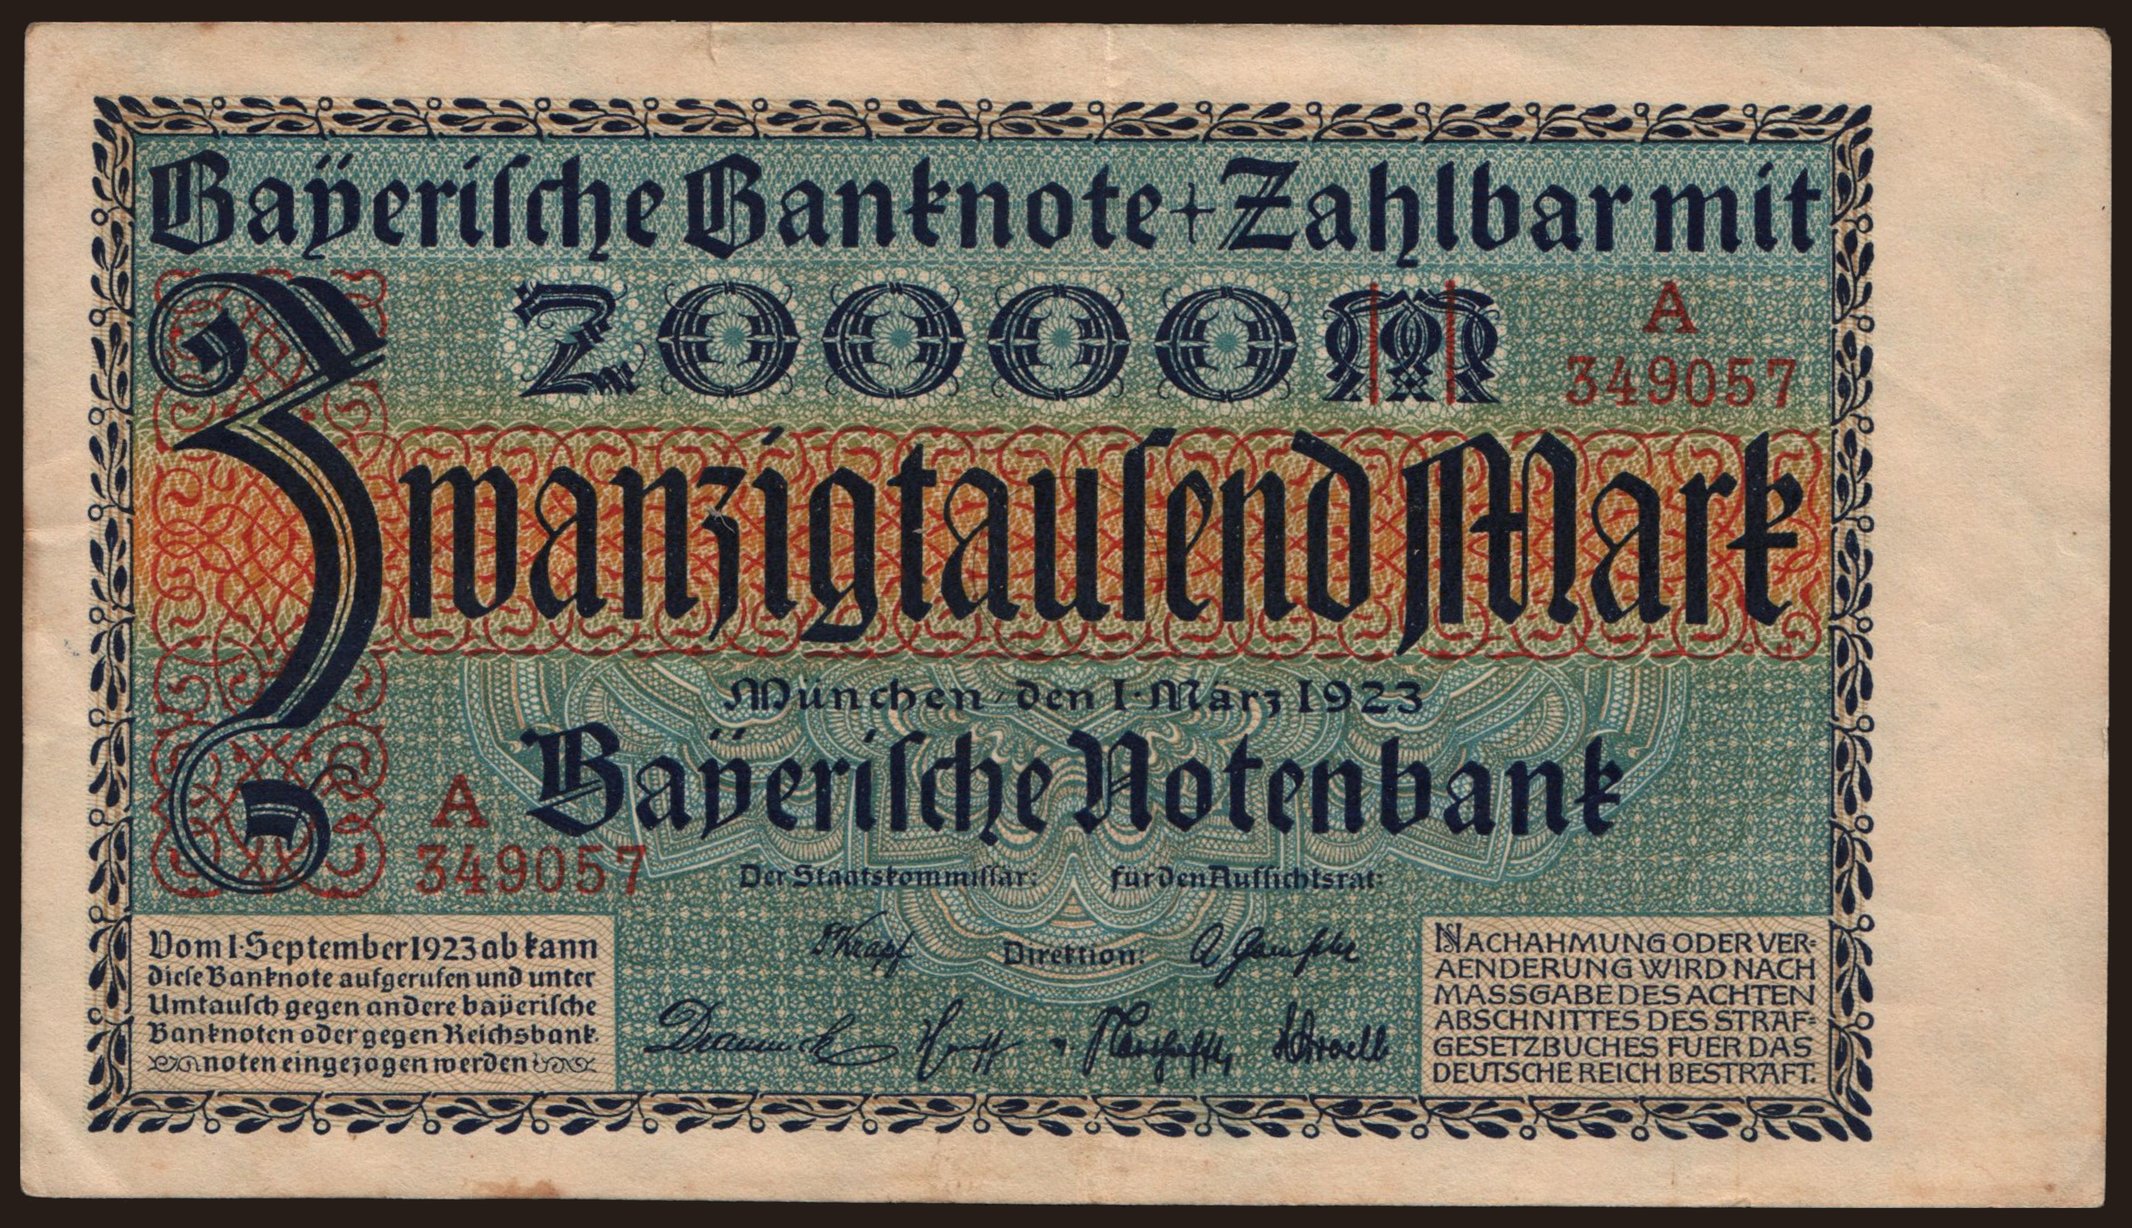 Bayerische Banknote + Zahlbar mit
20000 M
A
349057
Zwanzigtausend Mark
München, den 1. März 1923
Bayerische Notenbank
A
349057
Der Staatskommissär: für den Aufsichtsrat:
Direktion:
Vom 1. September 1923 ab kann
diese Banknote aufgerufen und unter
Umtausch gegen andere bayerische
Banknoten oder gegen Reichsbank-
noten eingezogen werden
NACHAHMUNG ODER VER-
AENDERUNG WIRD NACH
MASSGABE DES ACHTEN
ABSCHNITTES DES STRAF-
GESETZBUCHES FUER DAS
DEUTSCHE REICH BESTRAFT.